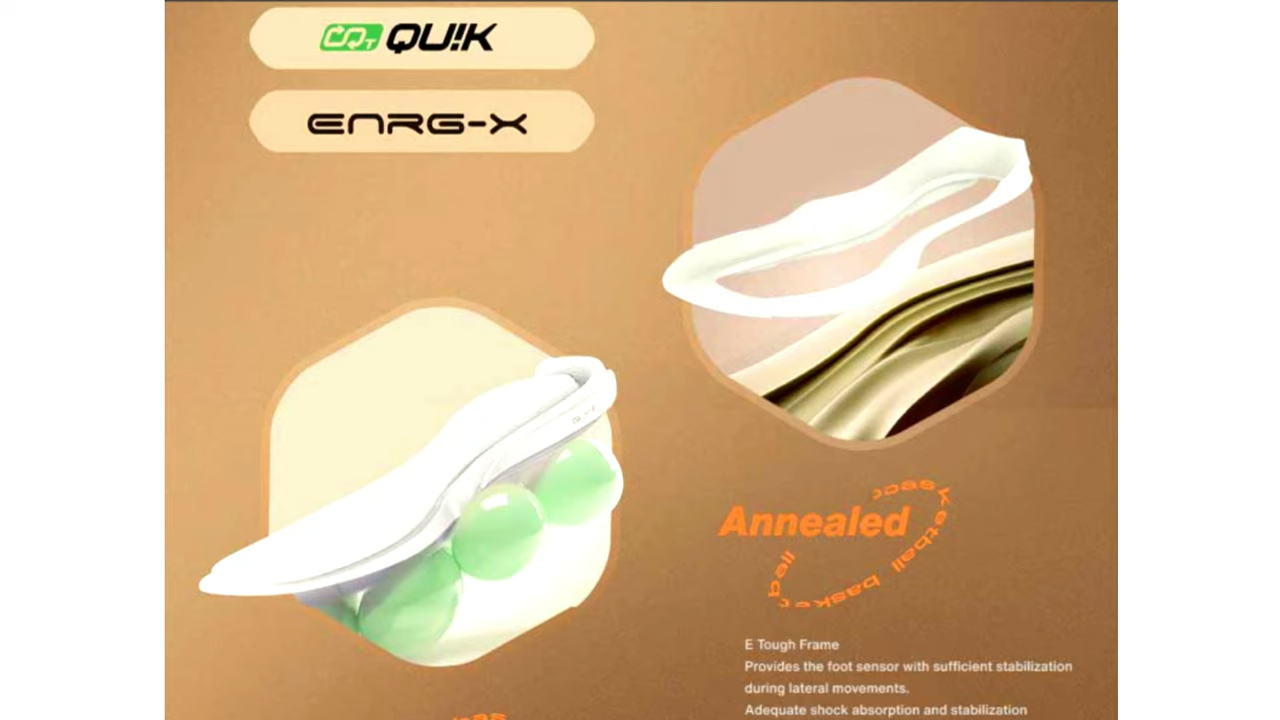 QU!K
ENRG-X
Annealed
E Tough Frame
Provides the foot sensor with sufficient stabilization
during lateral movements.
Adequate shock absorption and stabilization